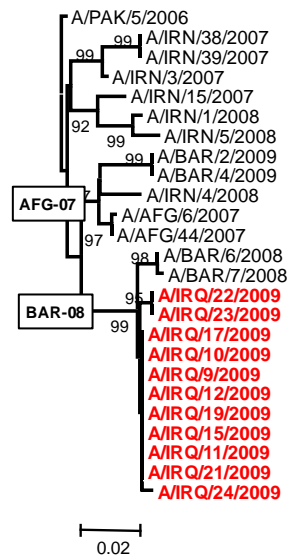 A/PAK/5/2006
99
99
A/IRN/38/2007
A/IRN/39/2007
A/IRN/3/2007
A/IRN/15/2007
92
A/IRN/1/2008
99
A/IRN/5/2008
99
A/BAR/2/2009
A/BAR/4/2009
A/IRN/4/2008
AFG-07
A/AFG/6/2007
A/AFG/44/2007
97
98
A/BAR/6/2008
A/BAR/7/2008
A/IRQ/22/2009
BAR-08
A/IRQ/23/2009
99
A/IRQ/17/2009
A/IRQ/10/2009
A/IRQ/9/2009
A/IRQ/12/2009
A/IRQ/19/2009
A/IRQ/15/2009
A/IRQ/11/2009
A/IRQ/21/2009
A/IRQ/24/2009
0.02